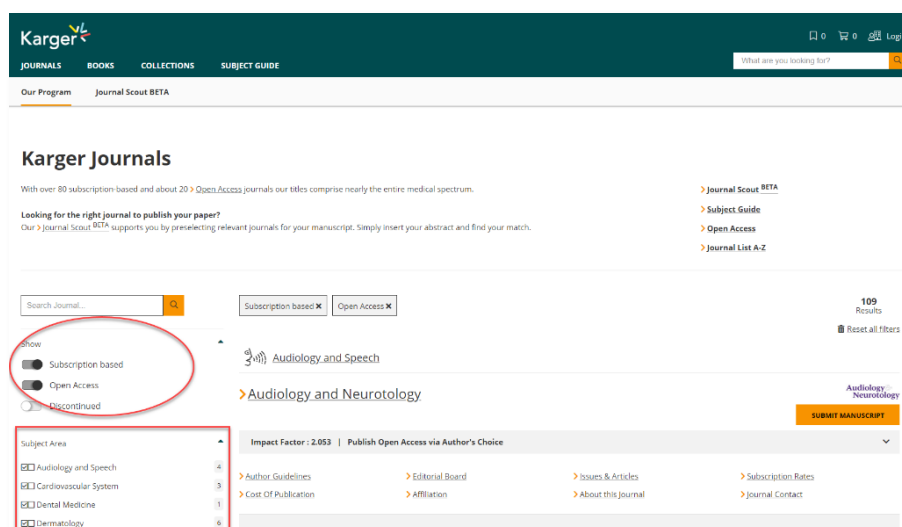 Karger
0 0 Logi
JOURNALS BOOKS COLLECTIONS SUBJECT GUIDE
What are you looking for?
Our Program Journal Scout BETA
Karger Journals
With over 80 subscription-based and about 20 > Open Access journals our titles comprise nearly the entire medical spectrum.
Looking for the right journal to publish your paper?
Our > Journal Scout BETA supports you by preselecting relevant journals for your manuscript. Simply insert your abstract and find your match.
> Journal Scout BETA
> Subject Guide
> Open Access
> Journal List A-Z
Search Journal...
Subscription based × Open Access ×
109
Results
Reset all filters
Show
Subscription based
Open Access
Discontinued
Audiology and Speech
> Audiology and Neurotology
Audiology
Neurotology
SUBMIT MANUSCRIPT
Subject Area
Audiology and Speech 4
Cardiovascular System 3
Dental Medicine 1
Dermatology 6
Impact Factor : 2.053 | Publish Open Access via Author's Choice
> Author Guidelines > Editorial Board > Issues & Articles > Subscription Rates
> Cost Of Publication > Affiliation > About this Journal > Journal Contact